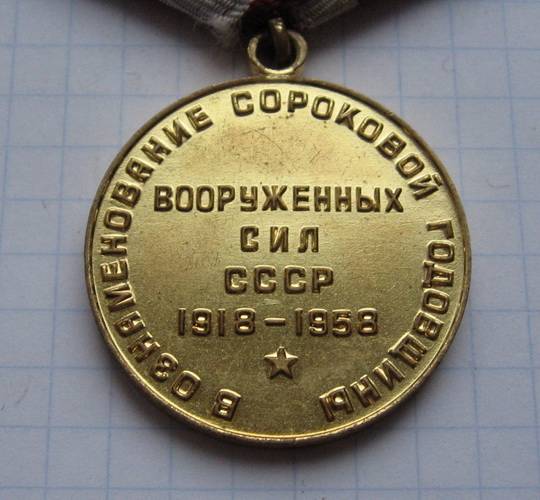 В ОЗНАМЕНОВАНИЕ СОРОКОВОЙ ГОДОВЩИНЫ
ВООРУЖЕННЫХ
СИЛ
СССР
1918-1958